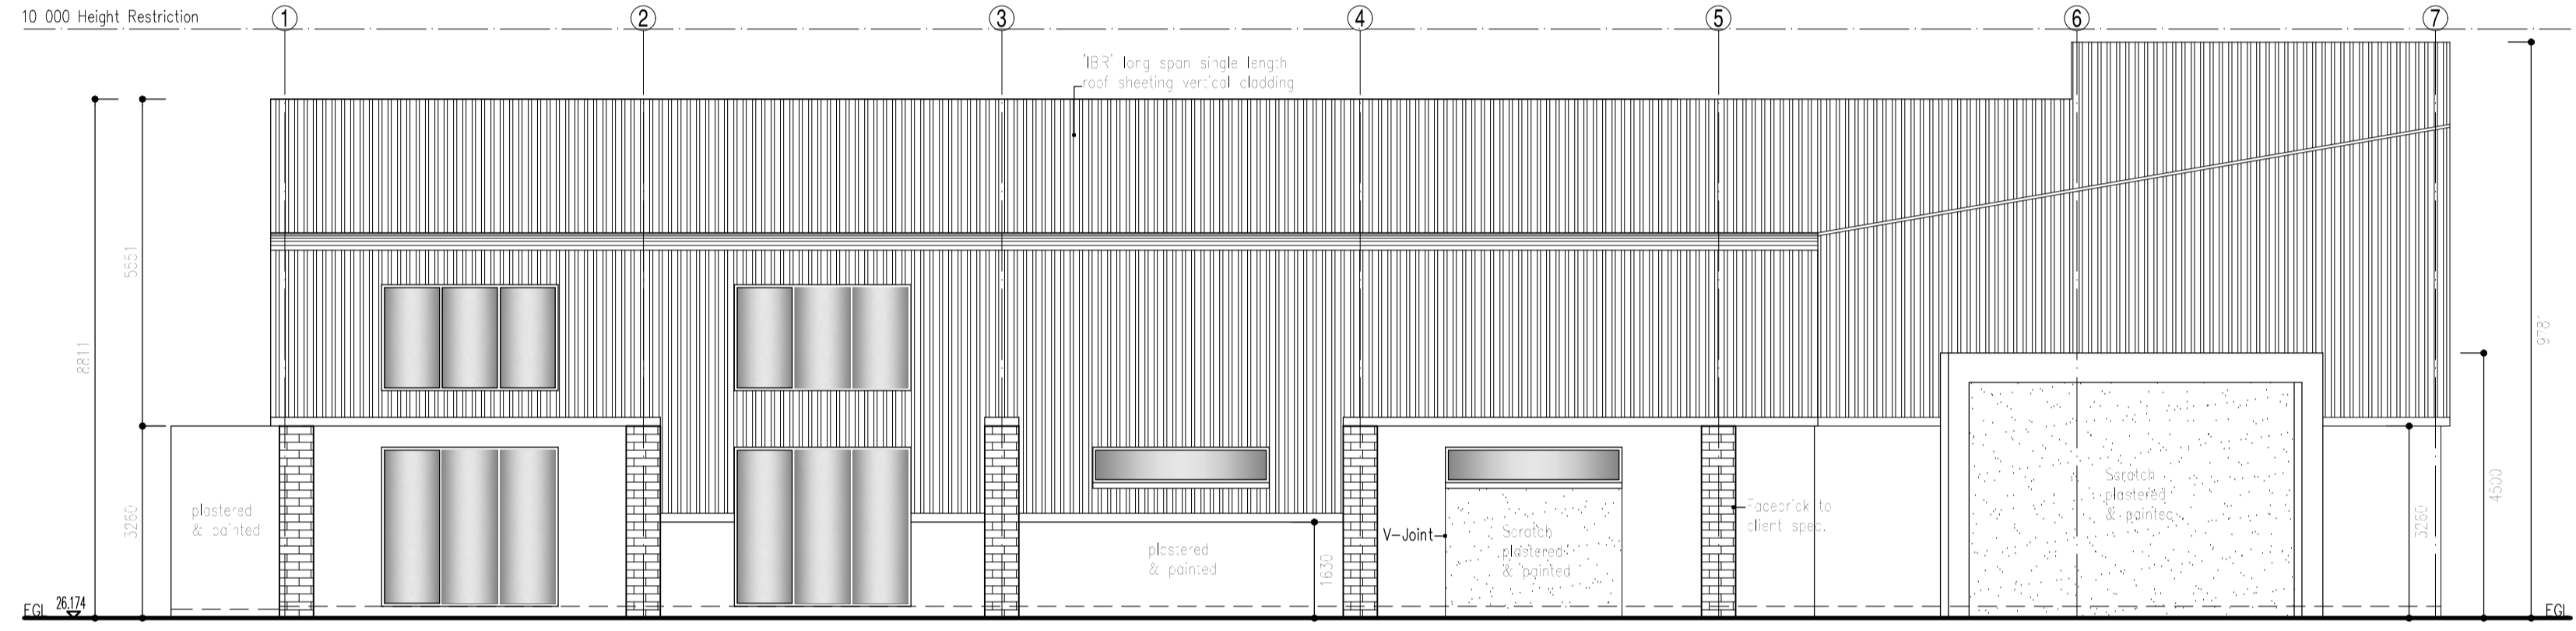 10 000 Height Restriction
1
2
3
4
5
6
7
'IBR' long span single length
roof sheeting vertical cladding
8811
5551
3260
plastered
& painted
plastered
& painted
1630
V-Joint
Scratch
plastered
& painted
Facebrick to
client spec.
Scratch
plastered
& painted
3260
4500
9781
FGL
26.174
FGL